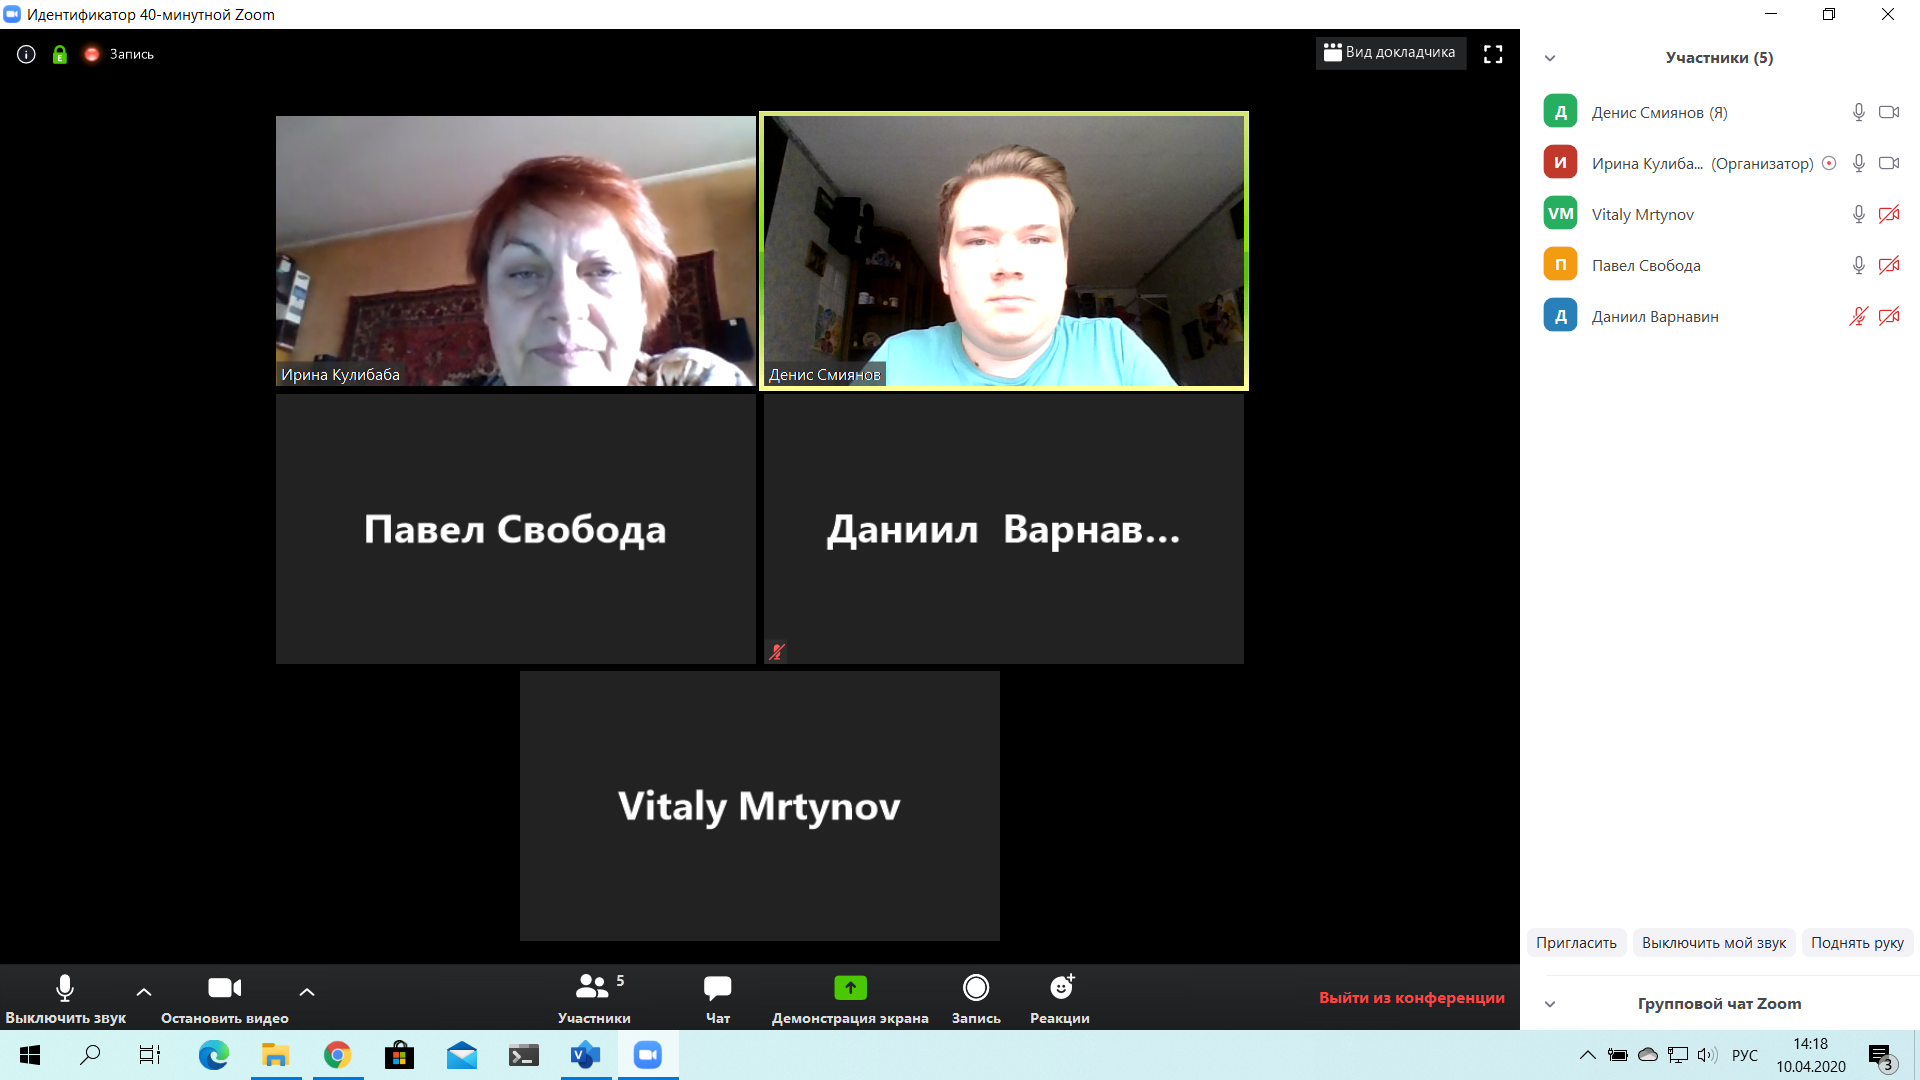 Идентификатор 40-минутной Zoom
Запись
Вид докладчика
Ирина Кулибаба
Денис Смиянов
Павел Свобода
Даниил Варнав...
Vitaly Mrtynov
Участники (5)
Д Денис Смиянов (Я)
И Ирина Кулиба... (Организатор)
VM Vitaly Mrtynov
П Павел Свобода
Д Даниил Варнавин
Пригласить Выключить мой звук Поднять руку
Групповой чат Zoom
5
Выключить звук Остановить видео Участники Чат Демонстрация экрана Запись Реакции Выйти из конференции
РУС 14:18
10.04.2020
3